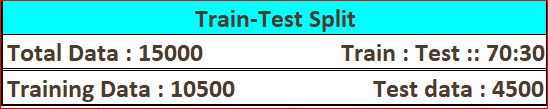 Train-Test Split
Total Data : 15000 Train : Test :: 70:30
Training Data : 10500 Test data : 4500